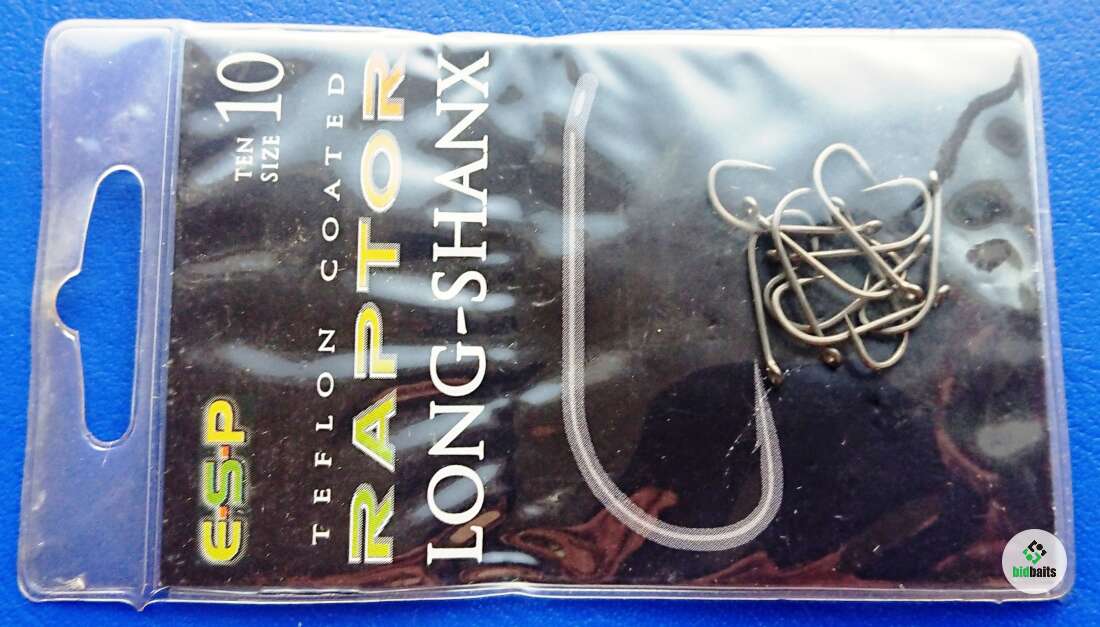 E·S·P
TEN
SIZE
10
TEFLON COATED
RAPTOR
LONG-SHANX
bidbaits